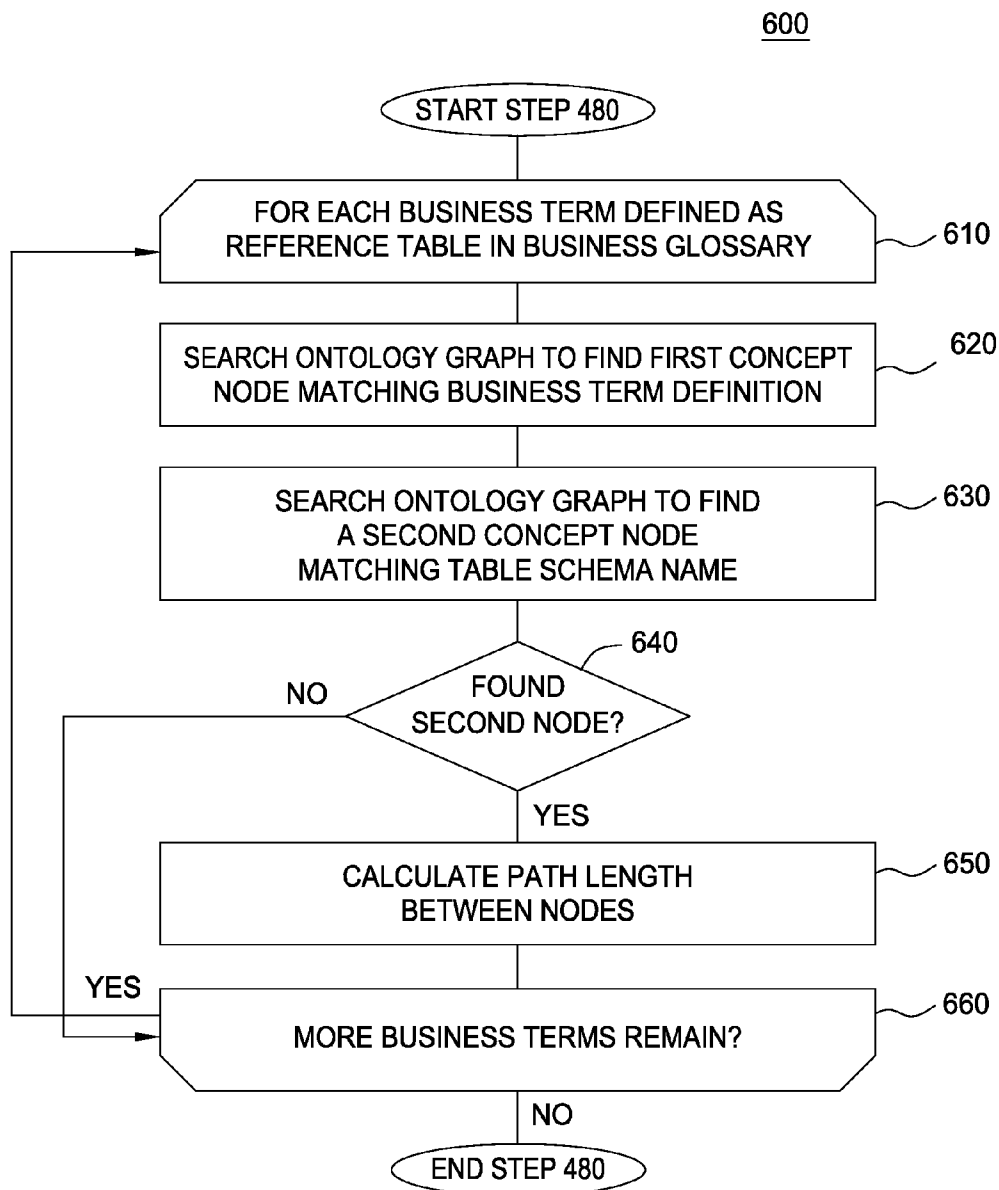 600
START STEP 480
FOR EACH BUSINESS TERM DEFINED AS
REFERENCE TABLE IN BUSINESS GLOSSARY
610
SEARCH ONTOLOGY GRAPH TO FIND FIRST CONCEPT
NODE MATCHING BUSINESS TERM DEFINITION
620
SEARCH ONTOLOGY GRAPH TO FIND
A SECOND CONCEPT NODE
MATCHING TABLE SCHEMA NAME
630
640
FOUND
SECOND NODE?
NO
YES
CALCULATE PATH LENGTH
BETWEEN NODES
650
YES
MORE BUSINESS TERMS REMAIN?
660
NO
END STEP 480